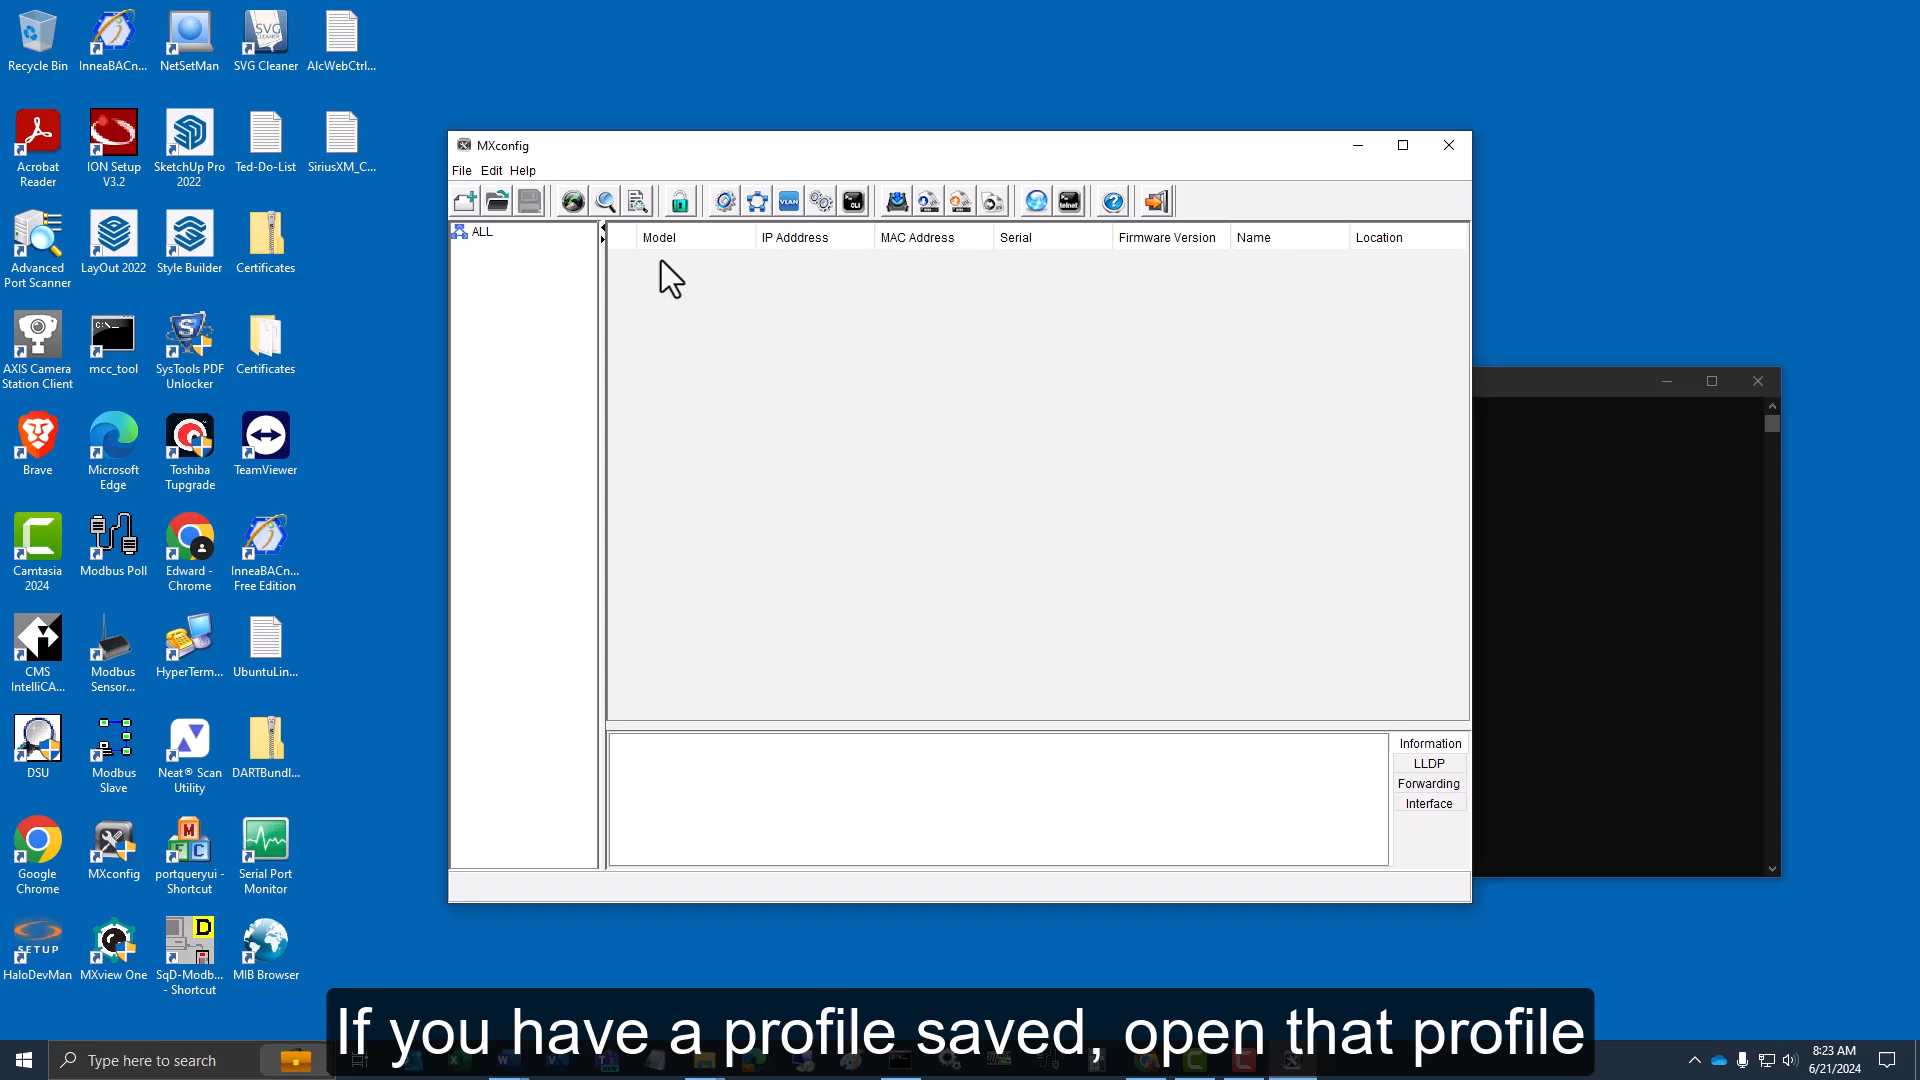 Recycle Bin
InneaBACn...
NetSetMan
SVG Cleaner
AlcWebCtrl...
Acrobat
Reader
ION Setup
V3.2
SketchUp Pro
2022
Ted-Do-List
SiriusXM_C...
Advanced
Port Scanner
LayOut 2022
Style Builder
Certificates
AXIS Camera
Station Client
mcc_tool
SysTools PDF
Unlocker
Certificates
Brave
Microsoft
Edge
Toshiba
Tupgrade
TeamViewer
Camtasia
2024
Modbus Poll
Edward -
Chrome
InneaBACn...
Free Edition
CMS
IntelliCA...
Modbus
Sensor...
HyperTerm...
UbuntuLin...
DSU
Modbus
Slave
Neat® Scan
Utility
DARTBundl...
Google
Chrome
MXconfig
portqueryui -
Shortcut
Serial Port
Monitor
SETUP
HaloDevMan
MXview One
SqD-Modb...
- Shortcut
MIB Browser
MXconfig
File Edit Help
VLAN
CLI
telnet
ALL
Model IP Adddress MAC Address Serial Firmware Version Name Location
Information
LLDP
Forwarding
Interface
If you have a profile saved, open that profile
Type here to search
8:23 AM
6/21/2024